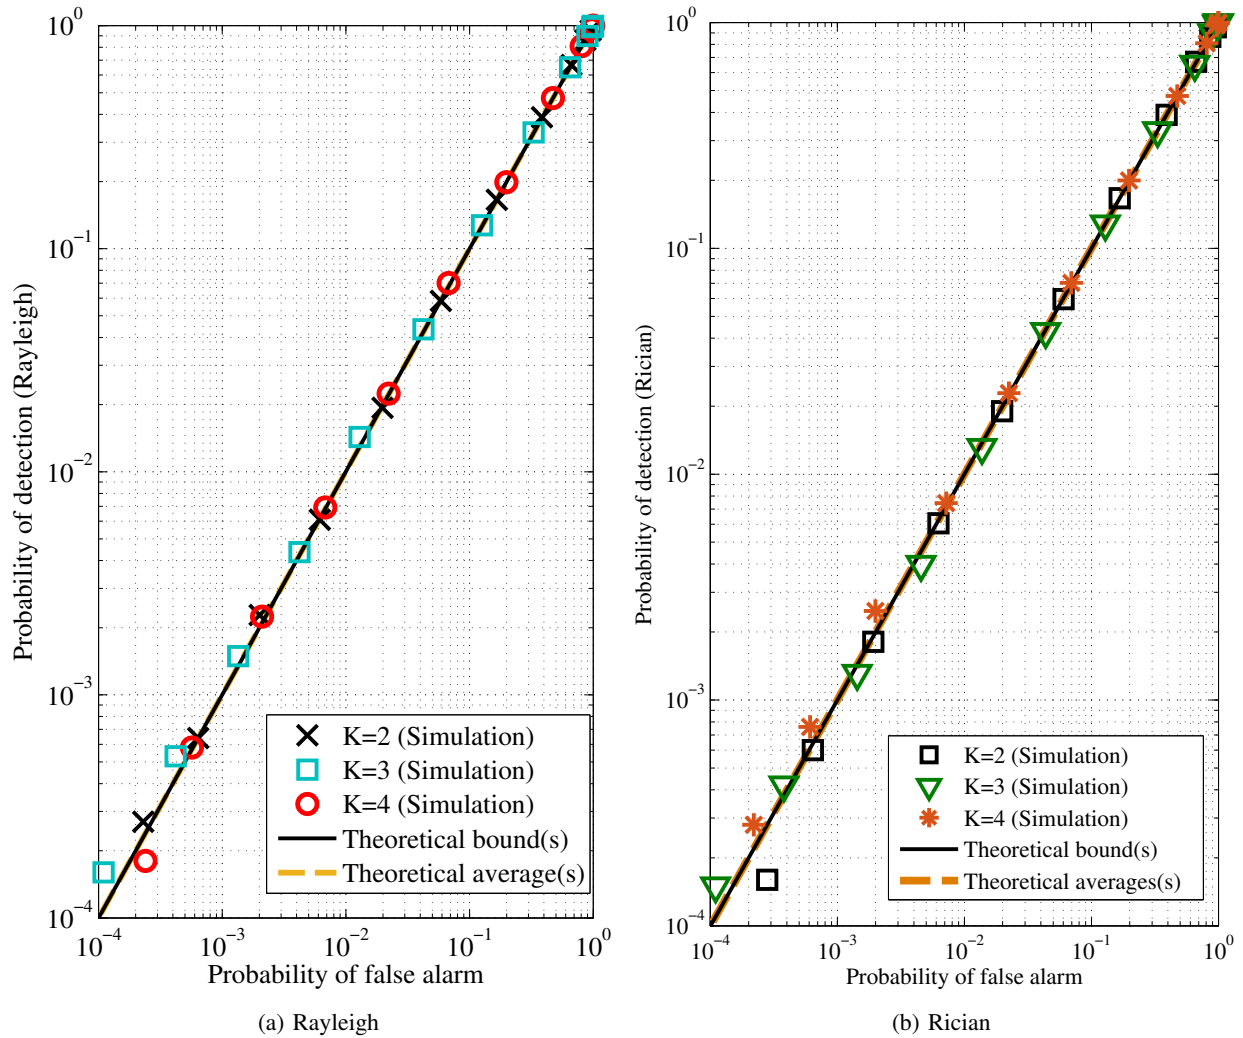 10^0
10^-1
10^-2
10^-3
10^-4
Probability of detection (Rayleigh)
K=2 (Simulation)
K=3 (Simulation)
K=4 (Simulation)
Theoretical bound(s)
Theoretical average(s)
10^-4 10^-3 10^-2 10^-1 10^0
Probability of false alarm
(a) Rayleigh
10^0
10^-1
10^-2
10^-3
10^-4
Probability of detection (Rician)
K=2 (Simulation)
K=3 (Simulation)
K=4 (Simulation)
Theoretical bound(s)
Theoretical averages(s)
10^-4 10^-3 10^-2 10^-1 10^0
Probability of false alarm
(b) Rician